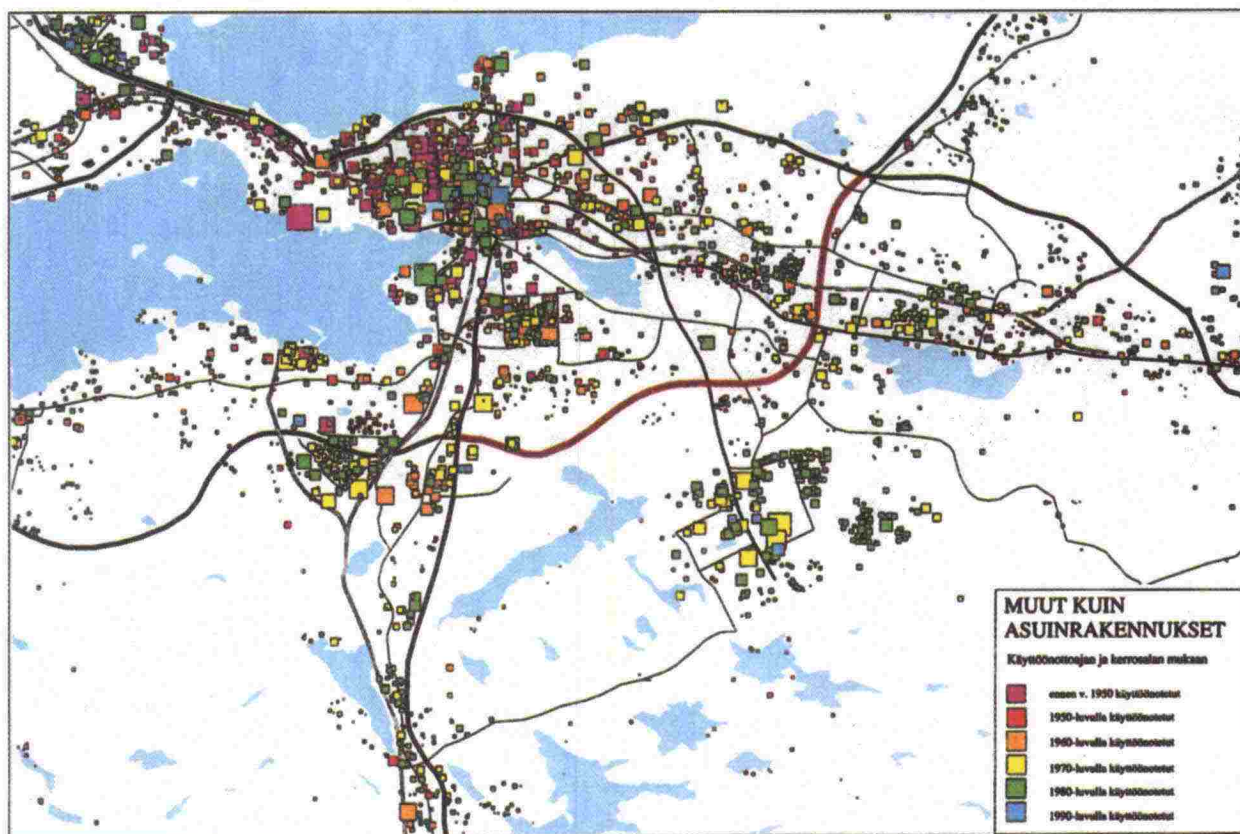 MUUT KUIN
ASUINRAKENNUKSET
Käyttöönottoajan ja kerrosalan mukaan
ennen v. 1950 käyttöönotetut
1950-luvulla käyttöönotetut
1960-luvulla käyttöönotetut
1970-luvulla käyttöönotetut
1980-luvulla käyttöönotetut
1990-luvulla käyttöönotetut